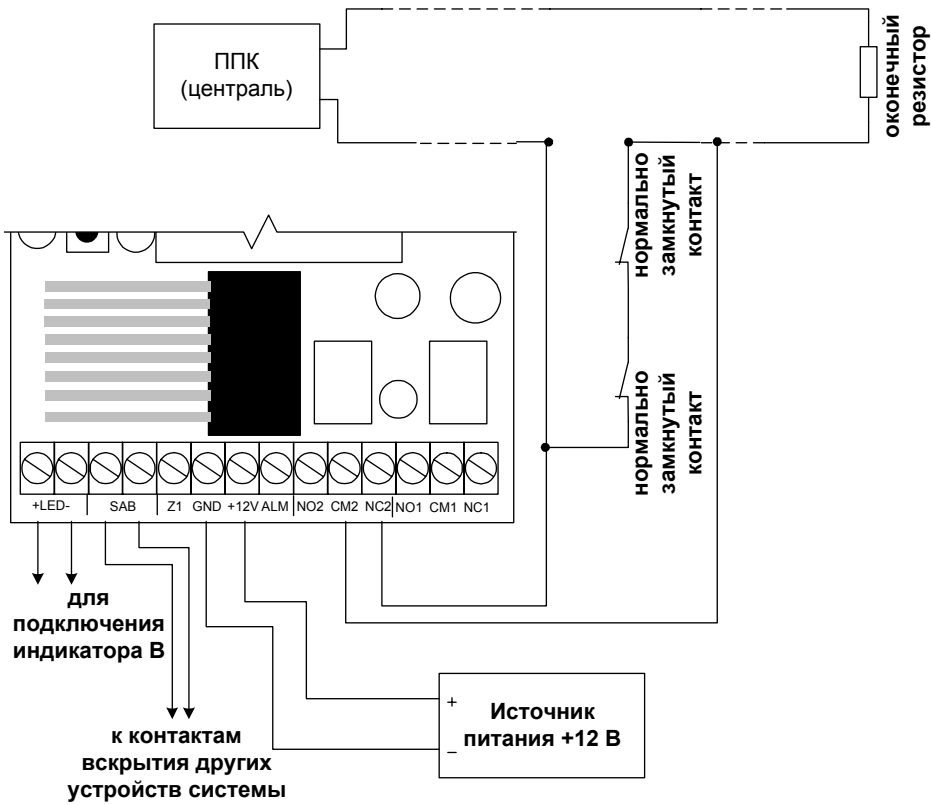 ППК
(централь)
оконечный
резистор
нормально
замкнутый
контакт
нормально
замкнутый
контакт
+LED- SAB Z1 GND +12V ALM NO2 CM2 NC2 NO1 CM1 NC1
для
подключения
индикатора В
+
Источник
питания +12 В
–
к контактам
вскрытия других
устройств системы